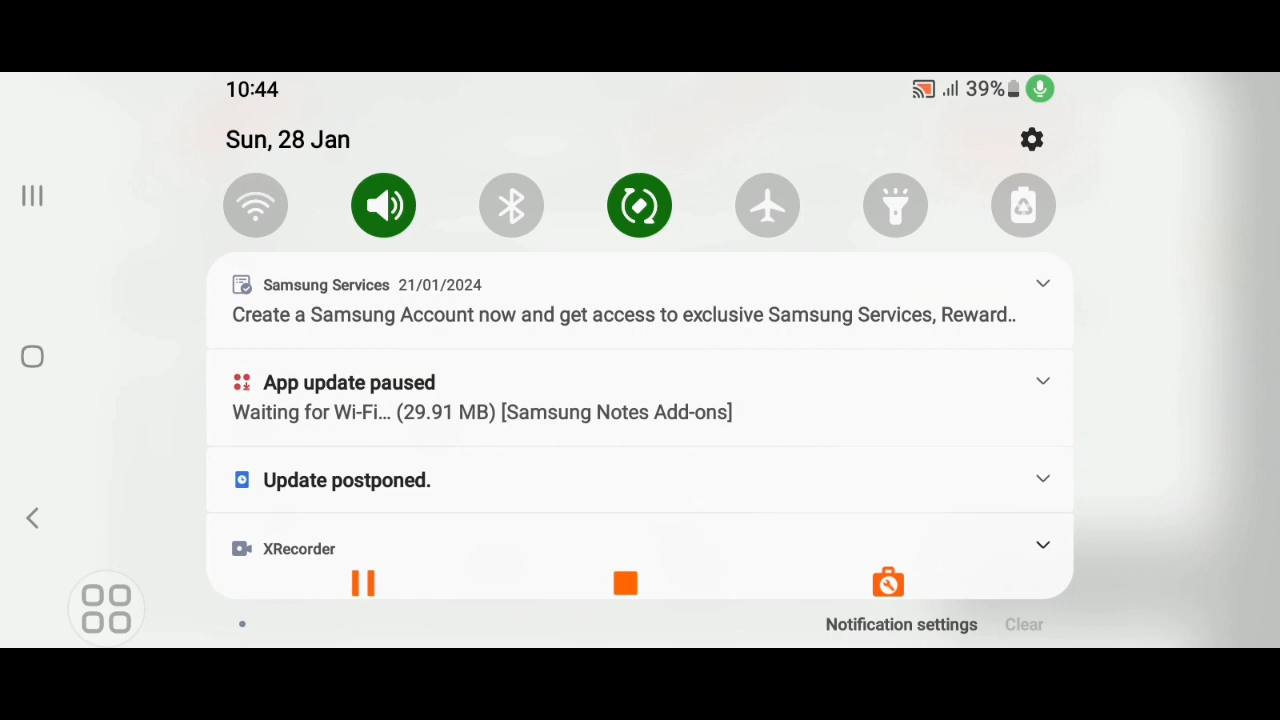 10:44
39%
Sun, 28 Jan
Samsung Services 21/01/2024
Create a Samsung Account now and get access to exclusive Samsung Services, Reward..
App update paused
Waiting for Wi-Fi... (29.91 MB) [Samsung Notes Add-ons]
Update postponed.
XRecorder
Notification settings
Clear